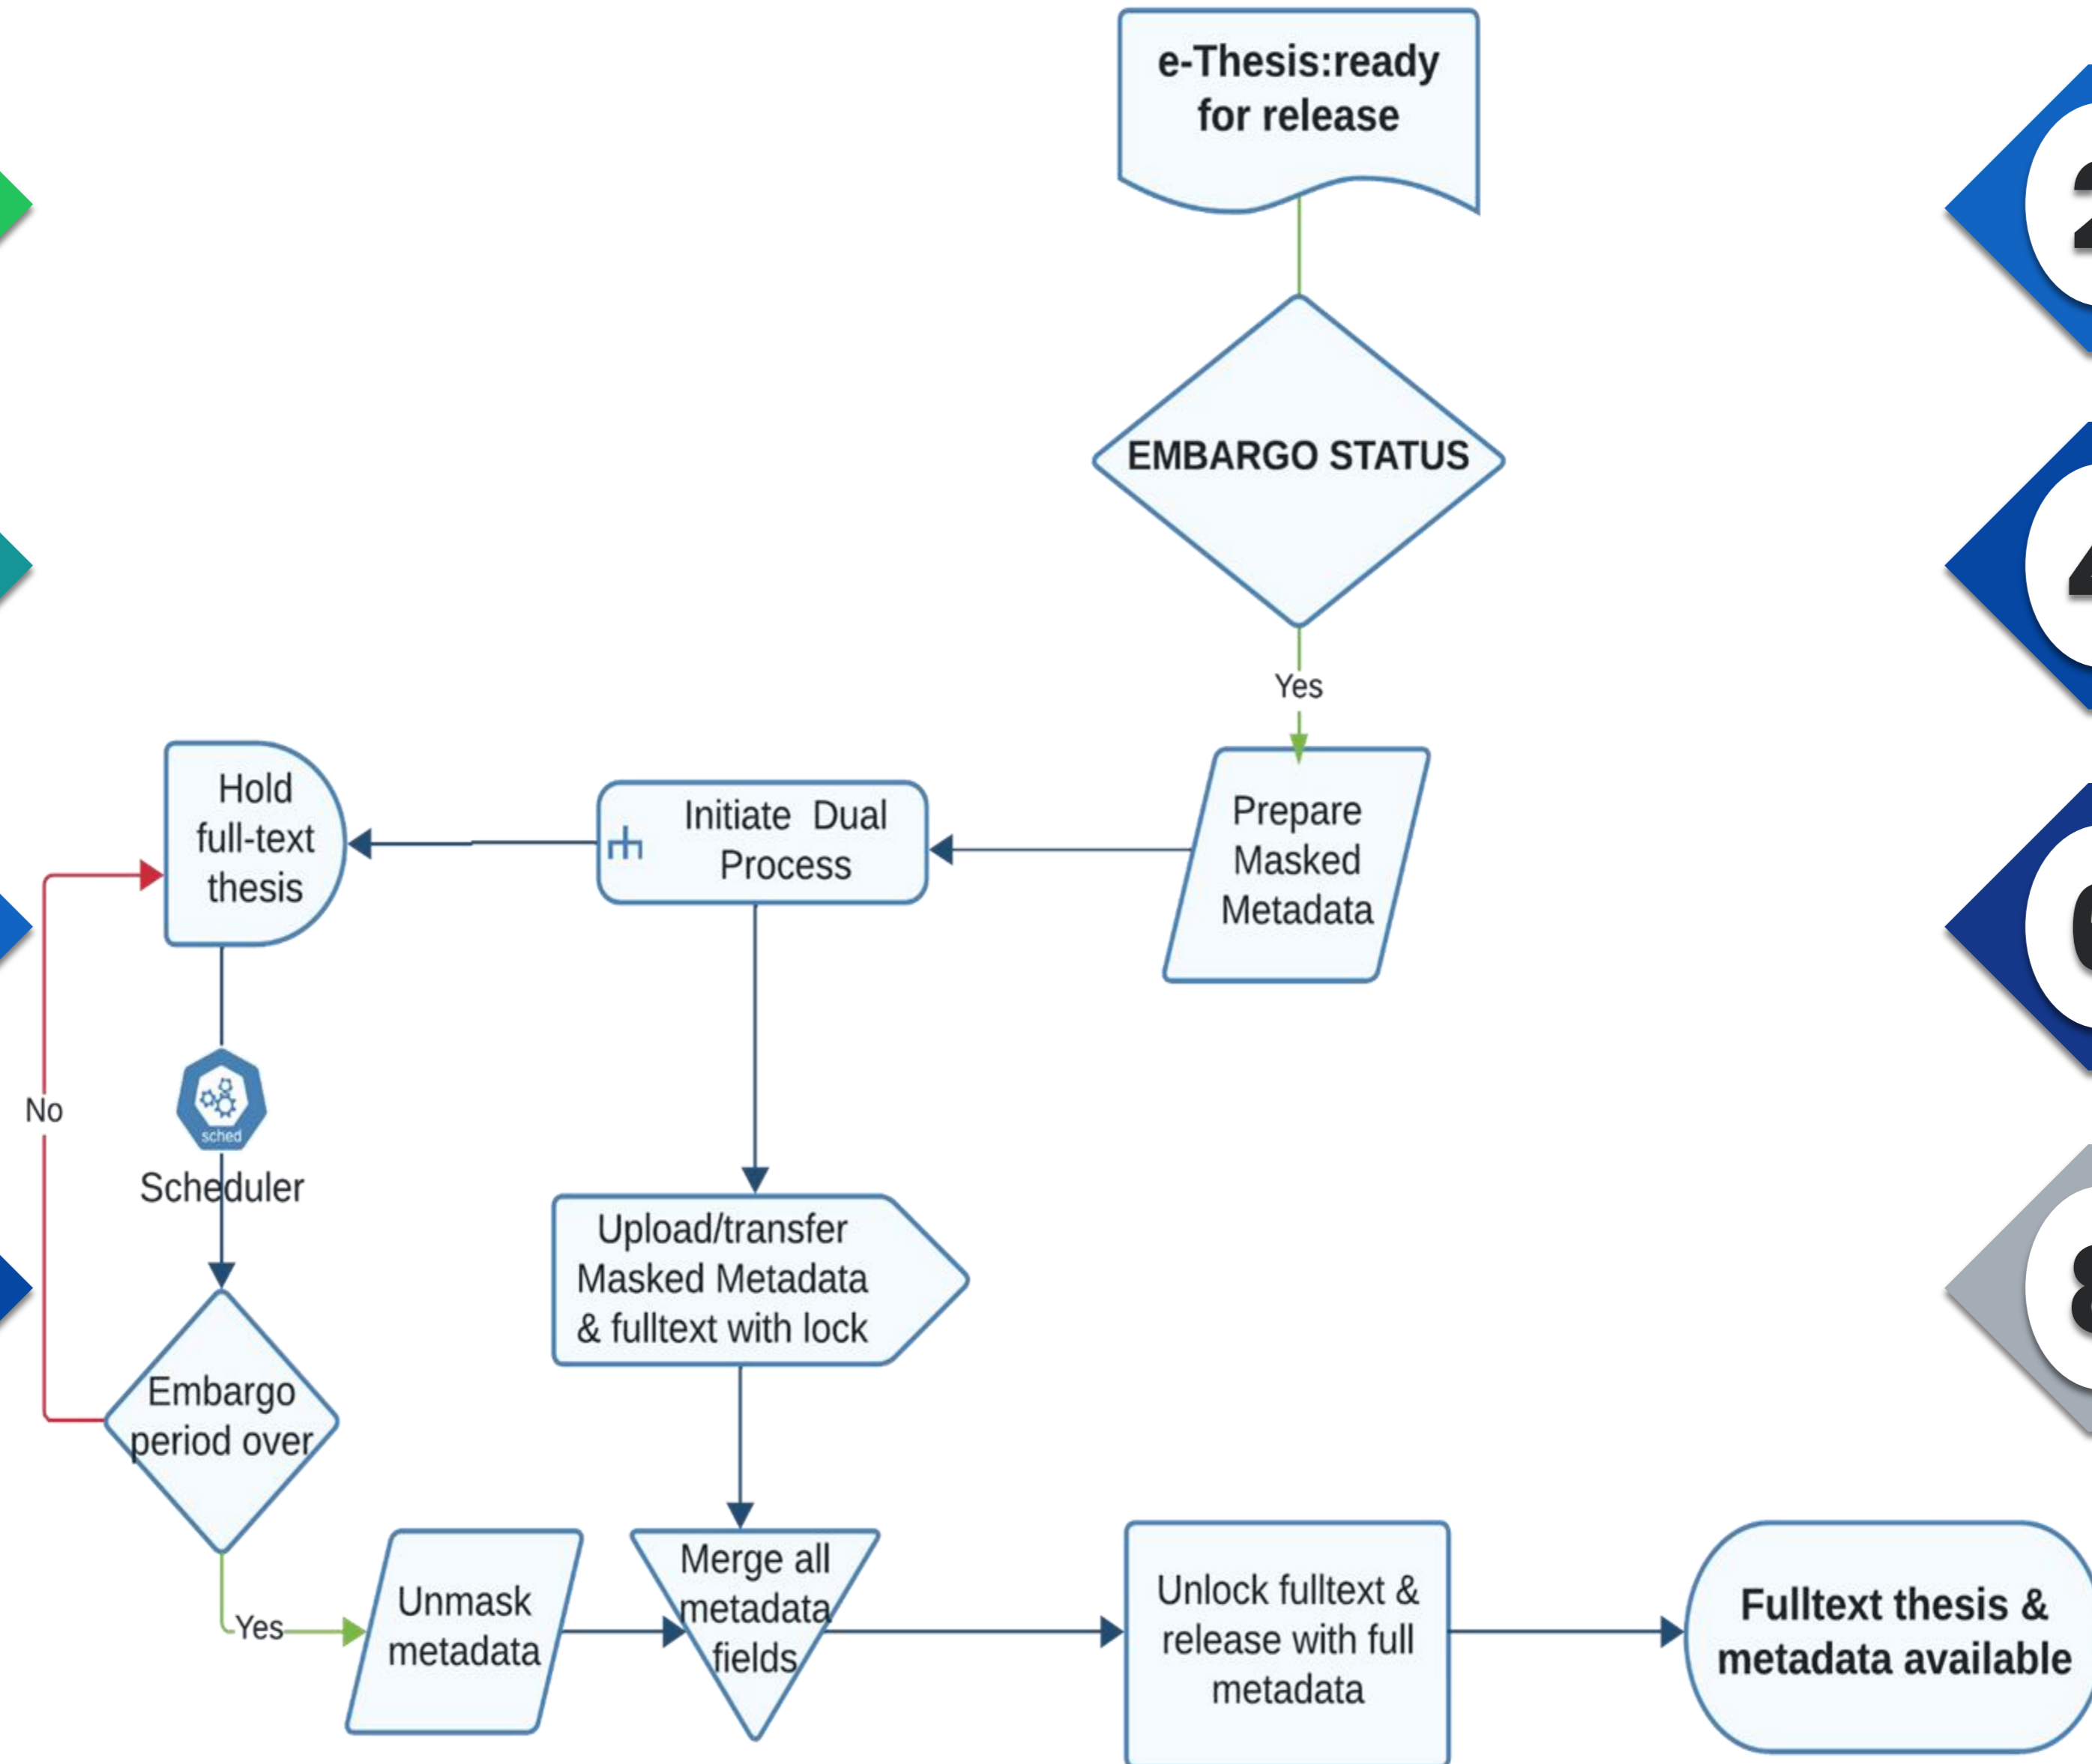 e-Thesis:ready
for release
EMBARGO STATUS
Yes
Prepare
Masked
Metadata
Initiate Dual
Process
Hold
full-text
thesis
No
sched
Scheduler
Upload/transfer
Masked Metadata
& fulltext with lock
Embargo
period over
Yes
Unmask
metadata
Merge all
metadata
fields
Unlock fulltext &
release with full
metadata
Fulltext thesis &
metadata available